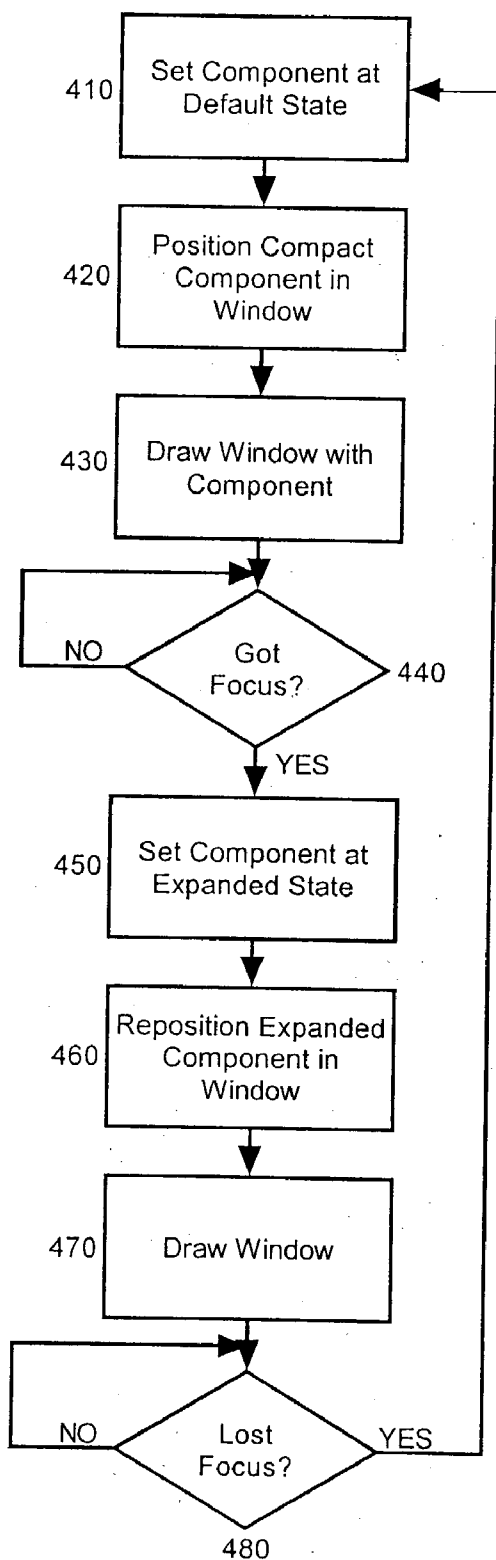 410
Set Component at
Default State
420
Position Compact
Component in
Window
430
Draw Window with
Component
NO
Got
Focus?
440
YES
450
Set Component at
Expanded State
460
Reposition Expanded
Component in
Window
470
Draw Window
NO
Lost
Focus?
YES
480